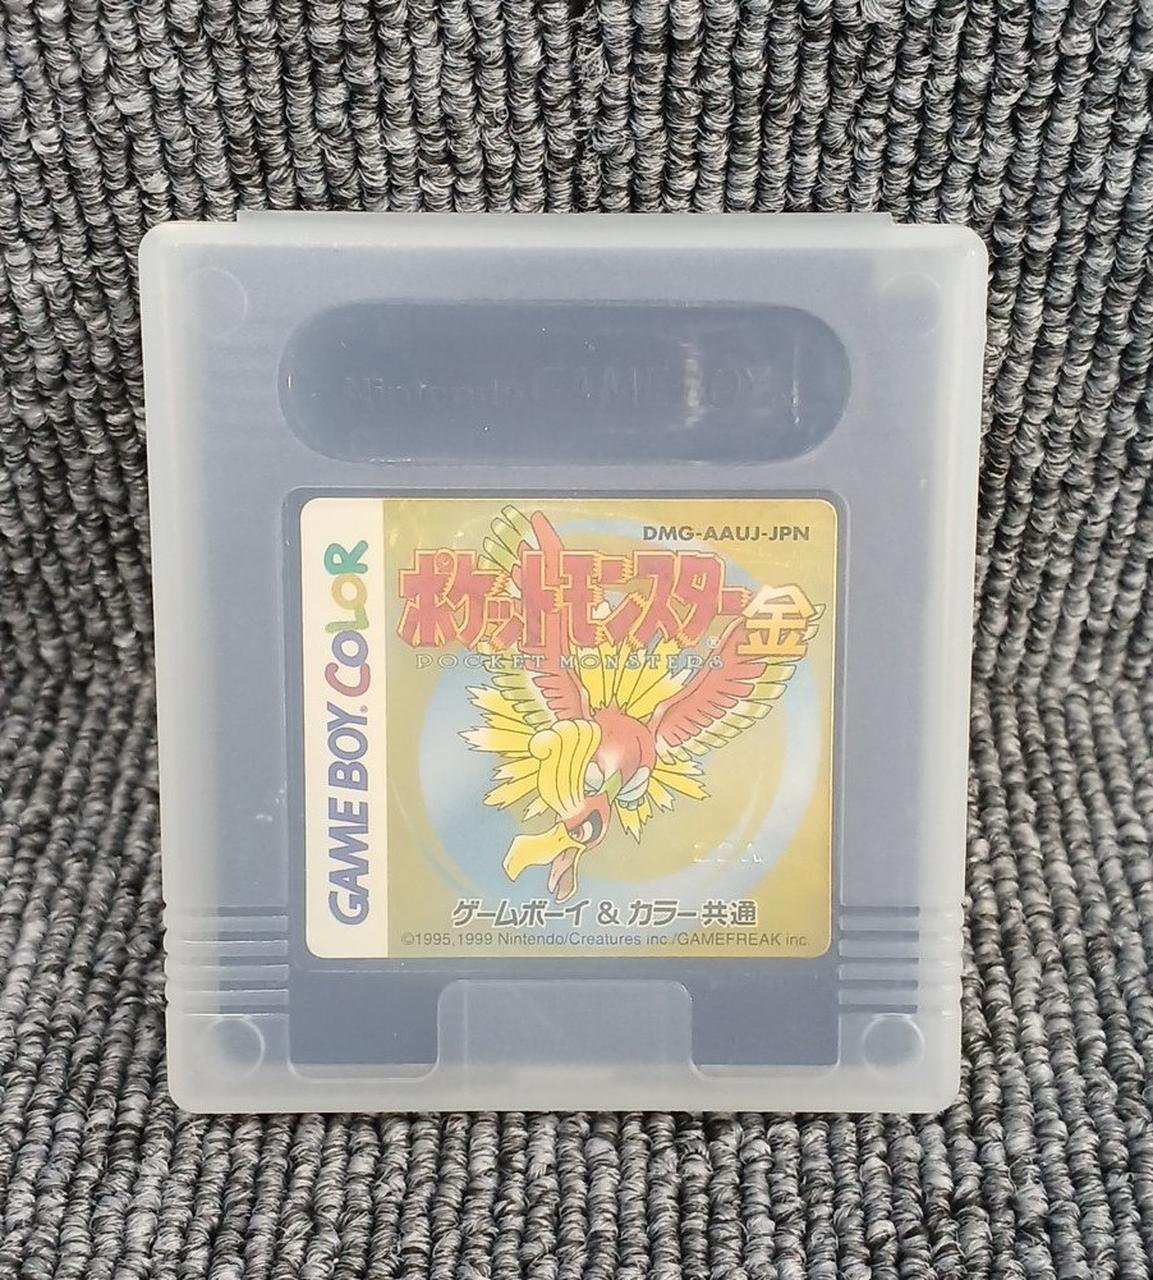 Nintendo GAME BOY
DMG-AAUJ-JPN
ポケットモンスター金
POCKET MONSTERS
GAME BOY COLOR
ゲームボーイ & カラー共通
©1995,1999 Nintendo/Creatures inc./GAMEFREAK inc.